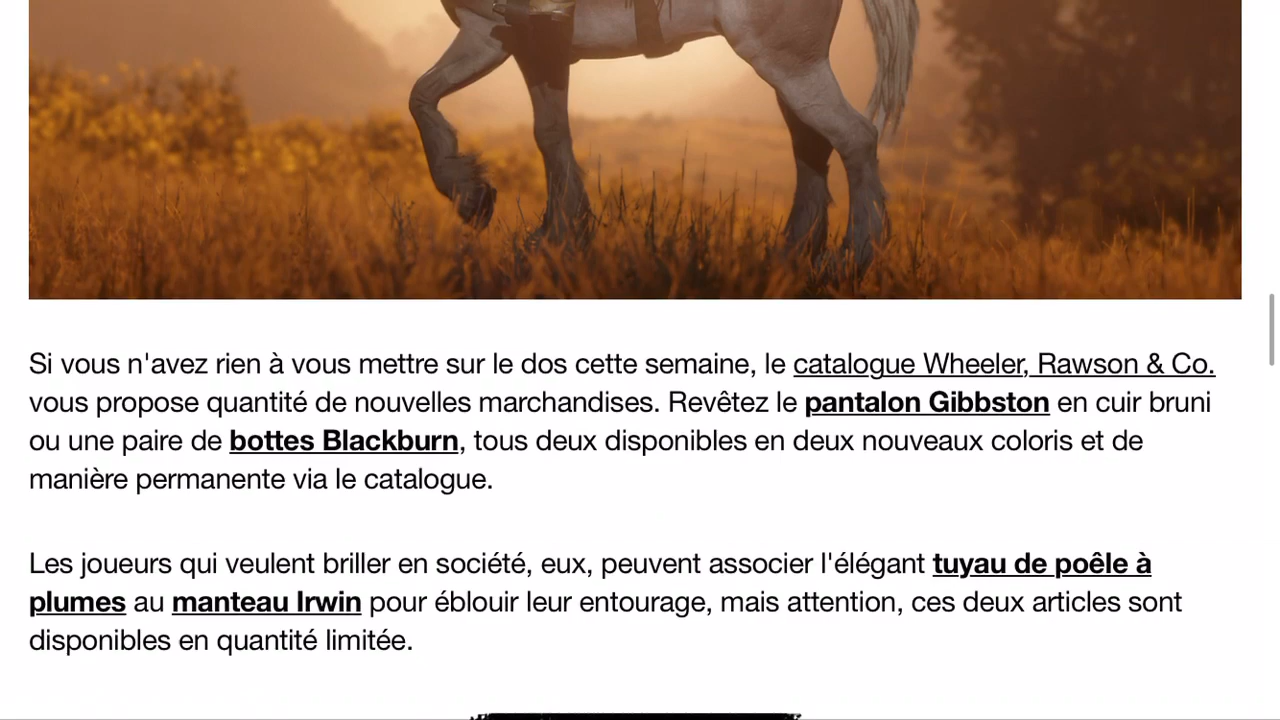 Si vous n'avez rien à vous mettre sur le dos cette semaine, le catalogue Wheeler, Rawson & Co.
vous propose quantité de nouvelles marchandises. Revêtez le pantalon Gibbston en cuir bruni
ou une paire de bottes Blackburn, tous deux disponibles en deux nouveaux coloris et de
manière permanente via le catalogue.
Les joueurs qui veulent briller en société, eux, peuvent associer l'élégant tuyau de poêle à
plumes au manteau Irwin pour éblouir leur entourage, mais attention, ces deux articles sont
disponibles en quantité limitée.